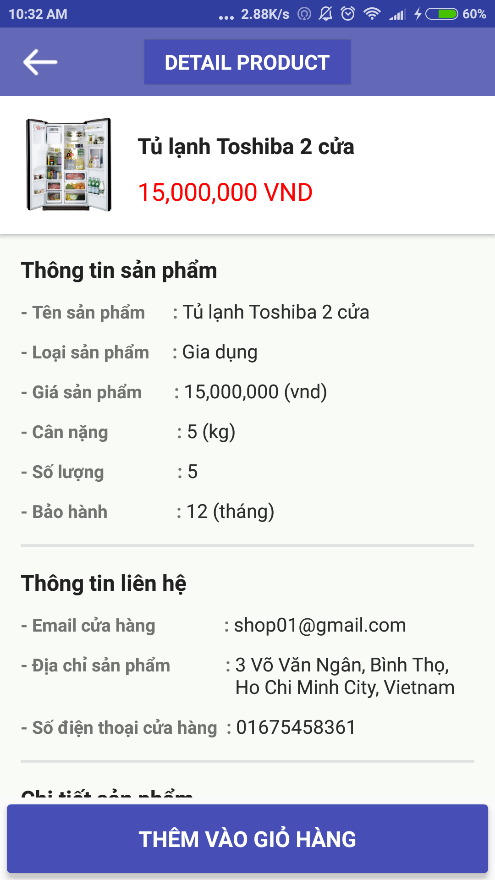 10:32 AM ... 2.88K/s 60%
DETAIL PRODUCT
Tủ lạnh Toshiba 2 cửa
15,000,000 VND
Thông tin sản phẩm
- Tên sản phẩm : Tủ lạnh Toshiba 2 cửa
- Loại sản phẩm : Gia dụng
- Giá sản phẩm : 15,000,000 (vnd)
- Cân nặng : 5 (kg)
- Số lượng : 5
- Bảo hành : 12 (tháng)
Thông tin liên hệ
- Email cửa hàng : shop01@gmail.com
- Địa chỉ sản phẩm : 3 Võ Văn Ngân, Bình Thọ,
Ho Chi Minh City, Vietnam
- Số điện thoại cửa hàng : 01675458361
Chi tiết sản phẩm
THÊM VÀO GIỎ HÀNG